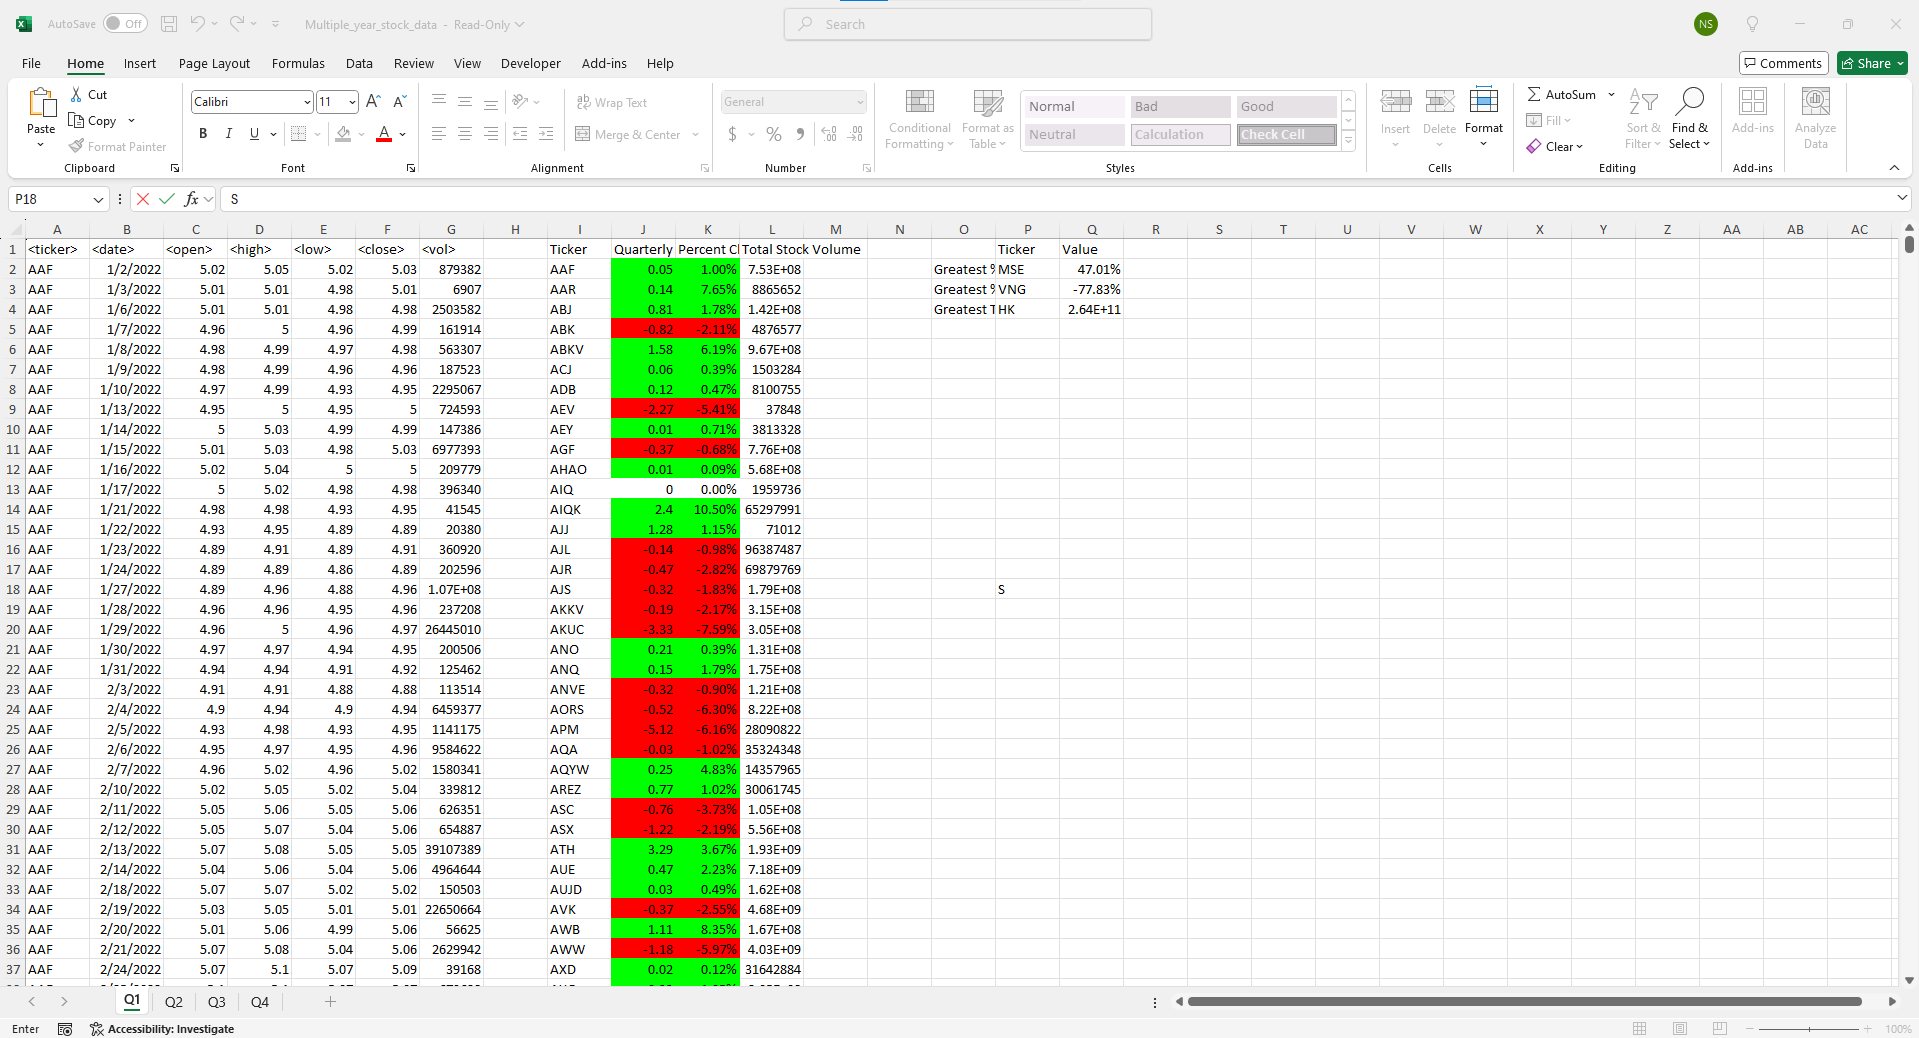 AutoSave Off Multiple_year_stock_data - Read-Only Search NS
File Home Insert Page Layout Formulas Data Review View Developer Add-ins Help Comments Share
Paste Cut Copy Format Painter Clipboard
Calibri 11 B I U A Font
Wrap Text Merge & Center Alignment
General $ % Number
Conditional Formatting Format as Table Normal Bad Good Neutral Calculation Check Cell Styles
Insert Delete Format Cells
AutoSum Fill Clear Sort & Filter Find & Select Editing
Add-ins Add-ins
Analyze Data
P18 fx S
A B C D E F G H I J K L M N O P Q R S T U V W X Y Z AA AB AC
1 <ticker> <date> <open> <high> <low> <close> <vol> Ticker Quarterly Percent Cl Total Stock Volume Ticker Value
2 AAF 1/2/2022 5.02 5.05 5.02 5.03 879382 AAF 0.05 1.00% 7.53E+08 Greatest % MSE 47.01%
3 AAF 1/3/2022 5.01 5.01 4.98 5.01 6907 AAR 0.14 7.65% 8865652 Greatest % VNG -77.83%
4 AAF 1/6/2022 5.01 5.01 4.98 4.98 2503582 ABJ 0.81 1.78% 1.42E+08 Greatest T HK 2.64E+11
5 AAF 1/7/2022 4.96 5 4.96 4.99 161914 ABK -0.82 -2.11% 4876577
6 AAF 1/8/2022 4.98 4.99 4.97 4.98 563307 ABKV 1.58 6.19% 9.67E+08
7 AAF 1/9/2022 4.98 4.99 4.96 4.96 187523 ACJ 0.06 0.39% 1503284
8 AAF 1/10/2022 4.97 4.99 4.93 4.95 2295067 ADB 0.12 0.47% 8100755
9 AAF 1/13/2022 4.95 5 4.95 5 724593 AEV -2.27 -5.41% 37848
10 AAF 1/14/2022 5 5.03 4.99 4.99 147386 AEY 0.01 0.71% 3813328
11 AAF 1/15/2022 5.01 5.03 4.98 5.03 6977393 AGF -0.37 -0.68% 7.76E+08
12 AAF 1/16/2022 5.02 5.04 5 5 209779 AHAO 0.01 0.09% 5.68E+08
13 AAF 1/17/2022 5 5.02 4.98 4.98 396340 AIQ 0 0.00% 1959736
14 AAF 1/21/2022 4.98 4.98 4.93 4.95 41545 AIQK 2.4 10.50% 65297991
15 AAF 1/22/2022 4.93 4.95 4.89 4.89 20380 AJJ 1.28 1.15% 71012
16 AAF 1/23/2022 4.89 4.91 4.89 4.91 360920 AJL -0.14 -0.98% 96387487
17 AAF 1/24/2022 4.89 4.89 4.86 4.89 202596 AJR -0.47 -2.82% 69879769
18 AAF 1/27/2022 4.89 4.96 4.88 4.96 1.07E+08 AJS -0.32 -1.83% 1.79E+08 S
19 AAF 1/28/2022 4.96 4.96 4.95 4.96 237208 AKKV -0.19 -2.17% 3.15E+08
20 AAF 1/29/2022 4.96 5 4.96 4.97 26445010 AKUC -3.33 -7.59% 3.05E+08
21 AAF 1/30/2022 4.97 4.97 4.94 4.95 200506 ANO 0.21 0.39% 1.31E+08
22 AAF 1/31/2022 4.94 4.94 4.91 4.92 125462 ANQ 0.15 1.79% 1.75E+08
23 AAF 2/3/2022 4.91 4.91 4.88 4.88 113514 ANVE -0.32 -0.90% 1.21E+08
24 AAF 2/4/2022 4.9 4.94 4.9 4.94 6459377 AORS -0.52 -6.30% 8.22E+08
25 AAF 2/5/2022 4.93 4.98 4.93 4.95 1141175 APM -5.12 -6.16% 28090822
26 AAF 2/6/2022 4.95 4.97 4.95 4.96 9584622 AQA -0.03 -1.02% 35324348
27 AAF 2/7/2022 4.96 5.02 4.96 5.02 1580341 AQYW 0.25 4.83% 14357965
28 AAF 2/10/2022 5.02 5.05 5.02 5.04 339812 AREZ 0.77 1.02% 30061745
29 AAF 2/11/2022 5.05 5.06 5.05 5.06 626351 ASC -0.76 -3.73% 1.05E+08
30 AAF 2/12/2022 5.05 5.07 5.04 5.06 654887 ASX -1.22 -2.19% 5.56E+08
31 AAF 2/13/2022 5.07 5.08 5.05 5.05 39107389 ATH 3.29 3.67% 1.93E+09
32 AAF 2/14/2022 5.04 5.06 5.04 5.06 4964644 AUE 0.47 2.23% 7.18E+09
33 AAF 2/18/2022 5.07 5.07 5.02 5.02 150503 AUJD 0.03 0.49% 1.62E+08
34 AAF 2/19/2022 5.03 5.05 5.01 5.01 22650664 AVK -0.37 -2.55% 4.68E+09
35 AAF 2/20/2022 5.01 5.06 4.99 5.06 56625 AWB 1.11 8.35% 1.67E+08
36 AAF 2/21/2022 5.07 5.08 5.04 5.06 2629942 AWW -1.18 -5.97% 4.03E+09
37 AAF 2/24/2022 5.07 5.1 5.07 5.09 39168 AXD 0.02 0.12% 31642884
Q1 Q2 Q3 Q4
Enter Accessibility: Investigate 100%